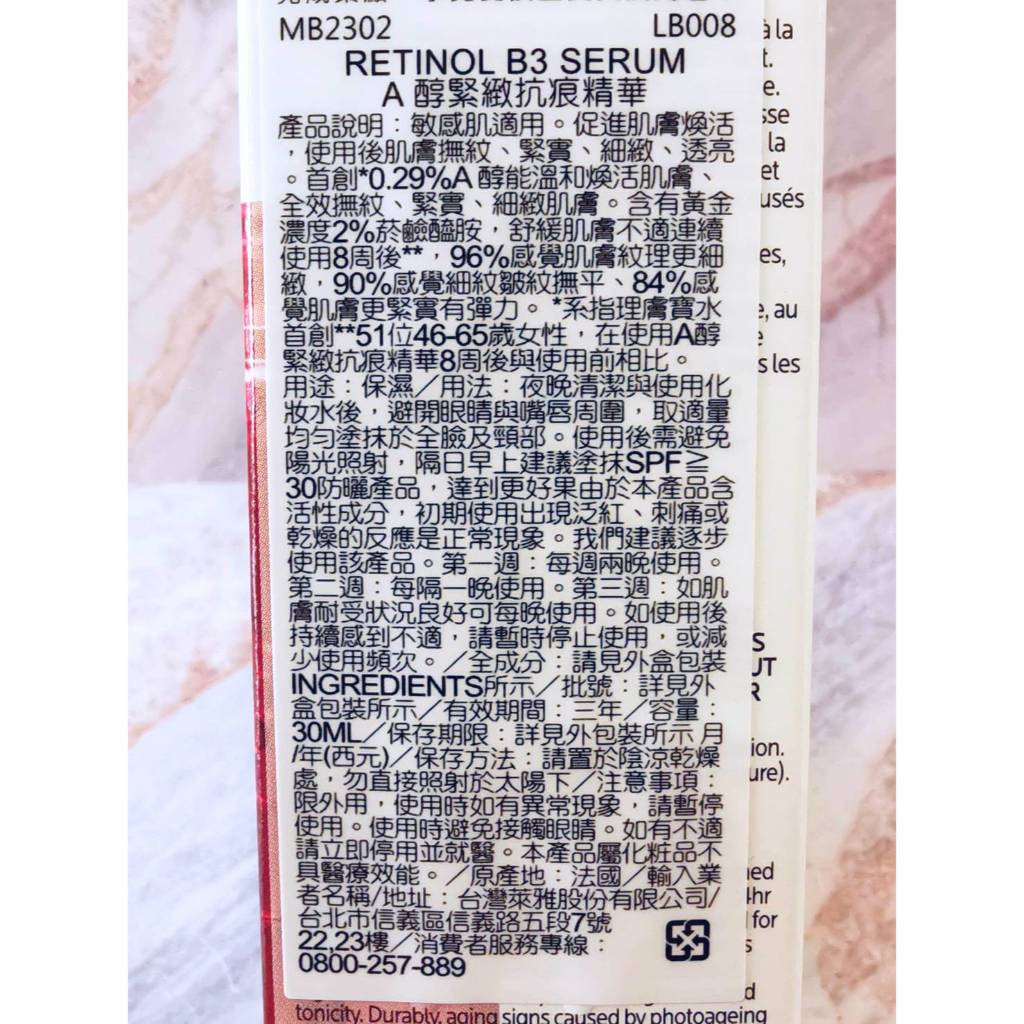 MB2302 LB008
RETINOL B3 SERUM
A 醇緊緻抗痕精華
產品說明：敏感肌適用。促進肌膚煥活
，使用後肌膚撫紋、緊實、細緻、透亮
。首創*0.29%A 醇能溫和煥活肌膚、
全效撫紋、緊實、細緻肌膚。含有黃金
濃度2%菸鹼醯胺，舒緩肌膚不適連續
使用8周後**，96%感覺肌膚紋理更細
緻，90%感覺細紋皺紋撫平、84%感
覺肌膚更緊實有彈力。*系指理膚寶水
首創**51位46-65歲女性，在使用A醇
緊緻抗痕精華8周後與使用前相比。
用途：保濕／用法：夜晚清潔與使用化
妝水後，避開眼睛與嘴唇周圍，取適量
均勻塗抹於全臉及頸部。使用後需避免
陽光照射，隔日早上建議塗抹SPF≧
30防曬產品，達到更好果由於本產品含
活性成分，初期使用出現泛紅、刺痛或
乾燥的反應是正常現象。我們建議逐步
使用該產品。第一週：每週兩晚使用。
第二週：每隔一晚使用。第三週：如肌
膚耐受狀況良好可每晚使用。如使用後
持續感到不適，請暫時停止使用，或減
少使用頻次。／全成分：請見外盒包裝
INGREDIENTS所示／批號：詳見外
盒包裝所示／有效期間：三年／容量：
30ML／保存期限：詳見外包裝所示 月
/年(西元)／保存方法：請置於陰涼乾燥
處，勿直接照射於太陽下／注意事項：
限外用，使用時如有異常現象，請暫停
使用。使用時避免接觸眼睛。如有不適
請立即停用並就醫。本產品屬化粧品不
具醫療效能。／原產地：法國／輸入業
者名稱/地址：台灣萊雅股份有限公司/
台北市信義區信義路五段7號
22,23樓／消費者服務專線：
0800-257-889
à la
la
et
au
les
for
tonicity. Durably, aging signs caused by photoageing